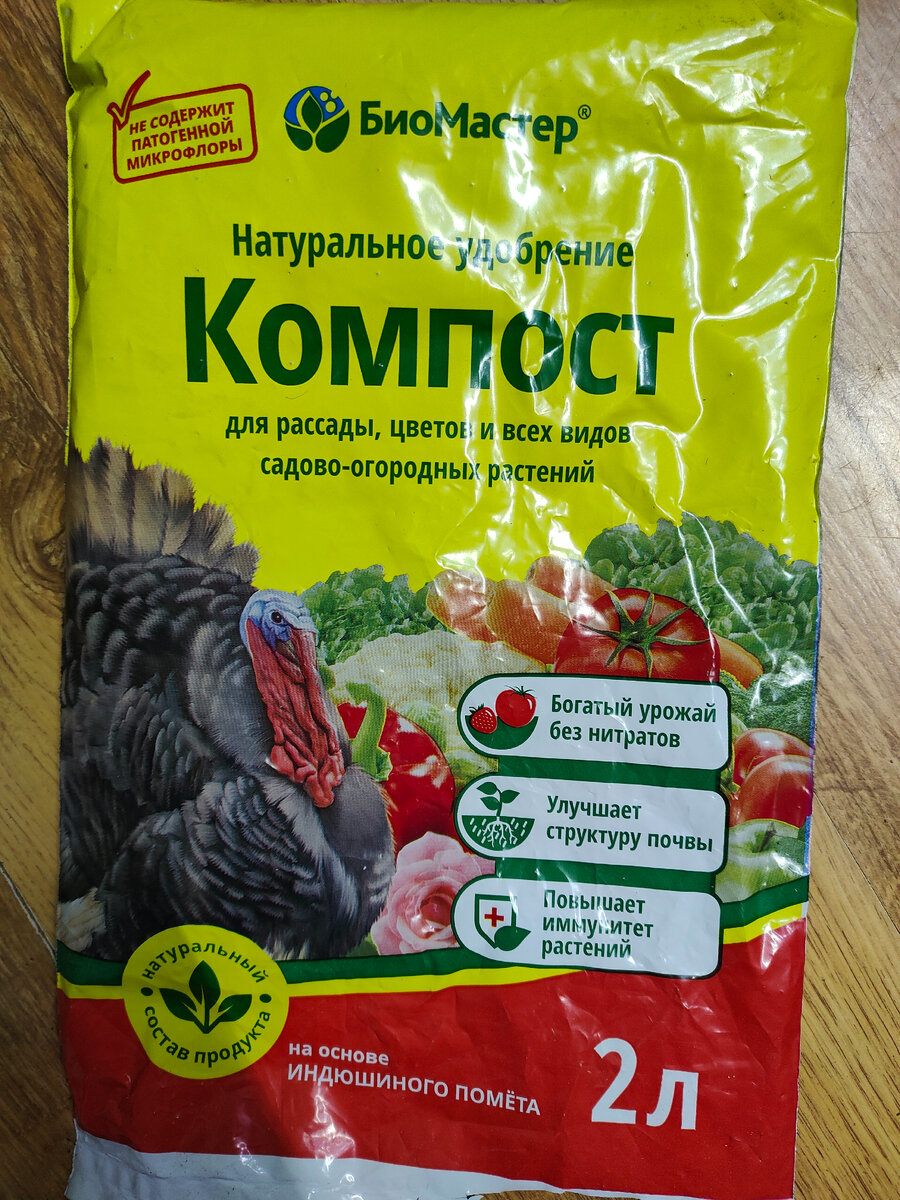 НЕ СОДЕРЖИТ
ПАТОГЕННОЙ
МИКРОФЛОРЫ
БиоМастер®
Натуральное удобрение
Компост
для рассады, цветов и всех видов
садово-огородных растений
Богатый урожай
без нитратов
Улучшает
структуру почвы
Повышает
иммунитет
растений
натуральный
состав продукта
на основе
ИНДЮШИНОГО ПОМЁТА
2 л